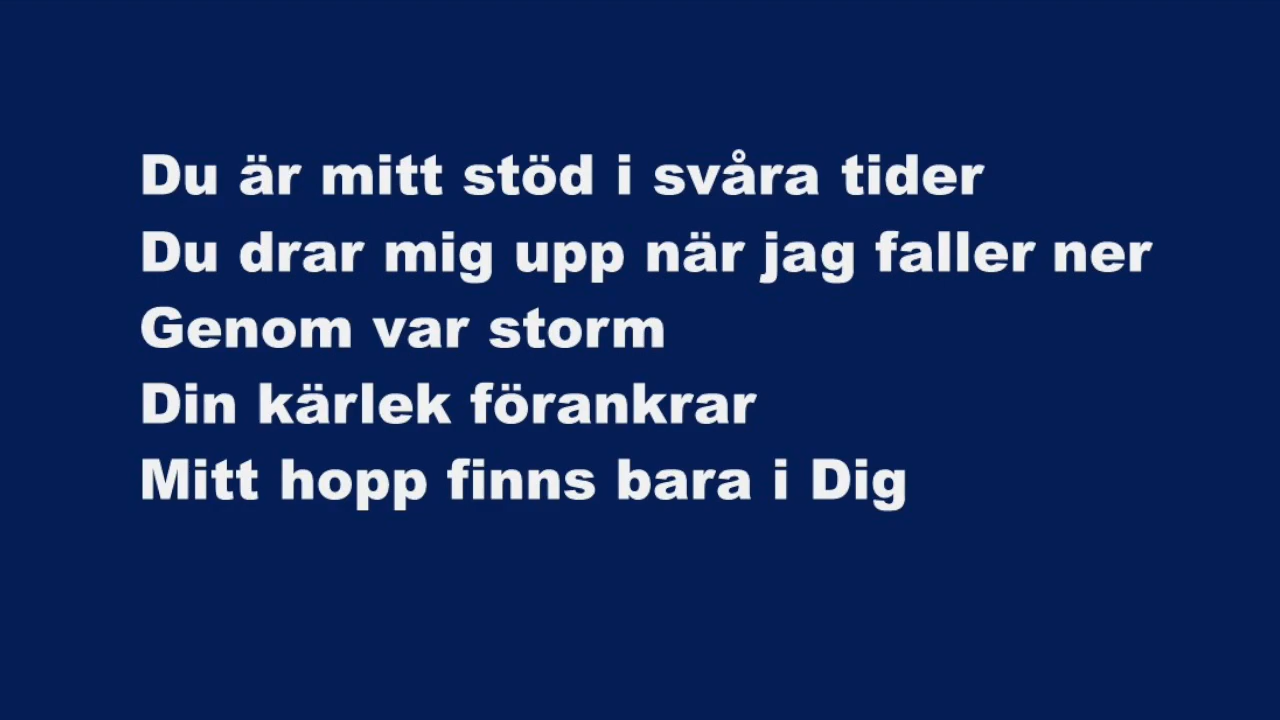 Du är mitt stöd i svåra tider
Du drar mig upp när jag faller ner
Genom var storm
Din kärlek förankrar
Mitt hopp finns bara i Dig